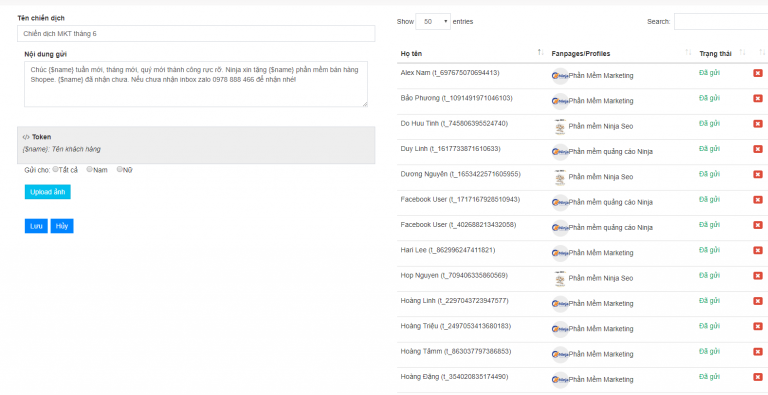 Tên chiến dịch
Chiến dịch MKT tháng 6
Nội dung gửi
Chúc {$name} tuần mới, tháng mới, quý mới thành công rực rỡ. Ninja xin tặng {$name} phần mềm bán hàng
Shopee. {$name} đã nhận chưa. Nếu chưa nhận inbox zalo 0978 888 466 để nhận nhé!
</> Token
{$name}: Tên khách hàng
Gửi cho: Tất cả Nam Nữ
Upload ảnh
Lưu Hủy
Show 50 entries Search:
Họ tên Fanpages/Profiles Trạng thái
Alex Nam (t_697675070694413) Phần Mềm Marketing Đã gửi
Bảo Phương (t_1091491971046103) Phần Mềm Marketing Đã gửi
Do Huu Tinh (t_745806395524740) Phần mềm Ninja Seo Đã gửi
Duy Linh (t_1617733871610633) Phần mềm quảng cáo Ninja Đã gửi
Dương Nguyễn (t_1653422571605955) Phần mềm Ninja Seo Đã gửi
Facebook User (t_1717167928510943) Phần mềm quảng cáo Ninja Đã gửi
Facebook User (t_402688213432058) Phần mềm quảng cáo Ninja Đã gửi
Hari Lee (t_862996247411821) Phần Mềm Marketing Đã gửi
Hop Nguyen (t_709406335860569) Phần mềm Ninja Seo Đã gửi
Hoàng Linh (t_2297043723947577) Phần Mềm Marketing Đã gửi
Hoàng Triệu (t_2497053413680183) Phần Mềm Marketing Đã gửi
Hoàng Tâmm (t_863037797386853) Phần Mềm Marketing Đã gửi
Hoàng Đặng (t_354020835174490) Phần Mềm Marketing Đã gửi